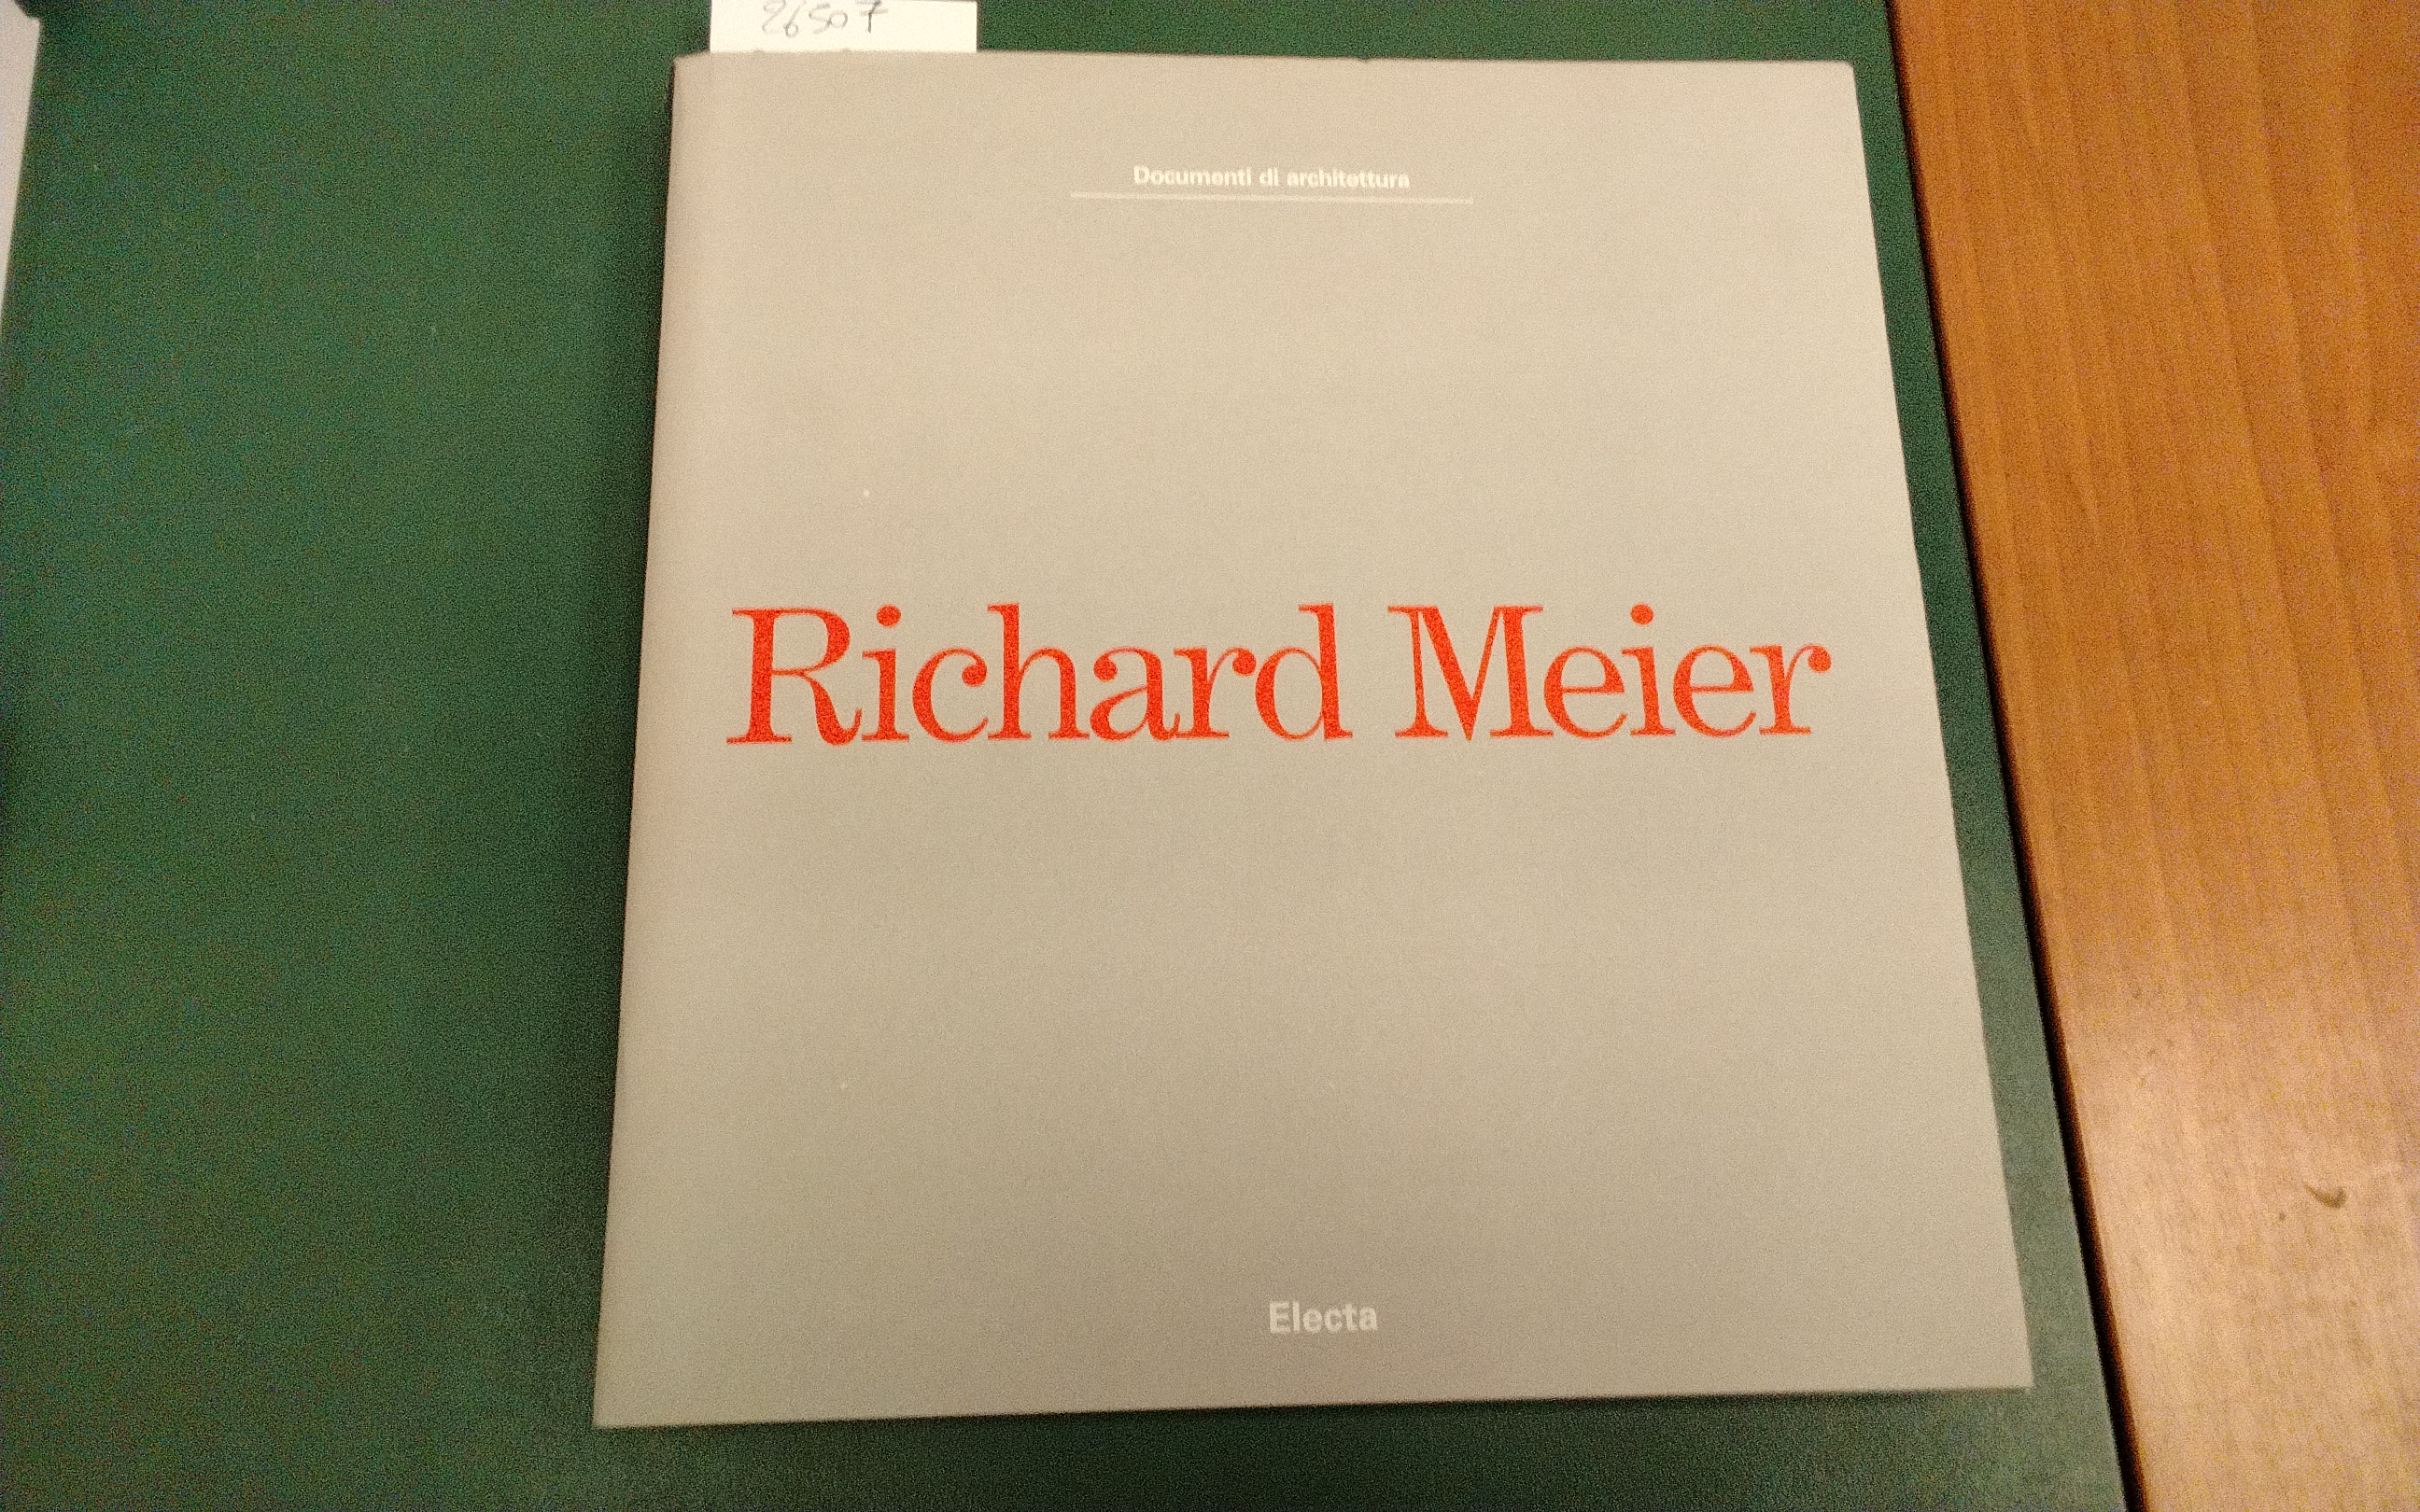 26507
Documenti di architettura
Richard Meier
Electa